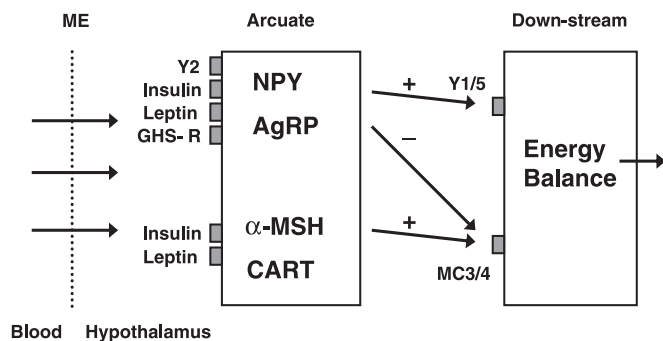 ME
Arcuate
Down-stream
Y2
Insulin
Leptin
GHS- R
NPY
AgRP
+
–
Y1/5
Energy
Balance
Insulin
Leptin
α-MSH
CART
+
MC3/4
Blood
Hypothalamus